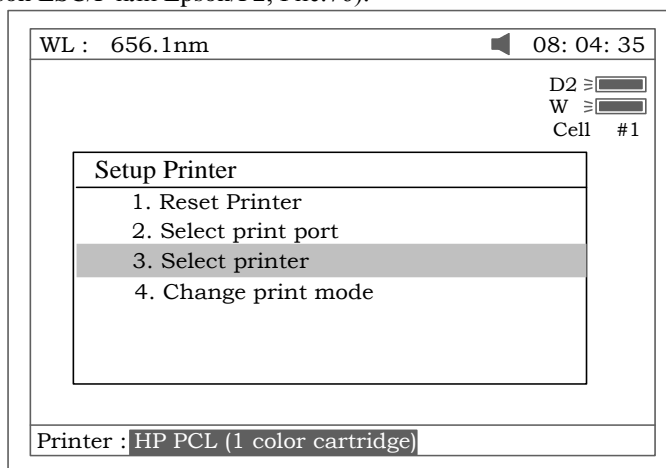 WL : 656.1nm 08: 04: 35
D2
W
Cell #1
Setup Printer
1. Reset Printer
2. Select print port
3. Select printer
4. Change print mode
Printer : HP PCL (1 color cartridge)